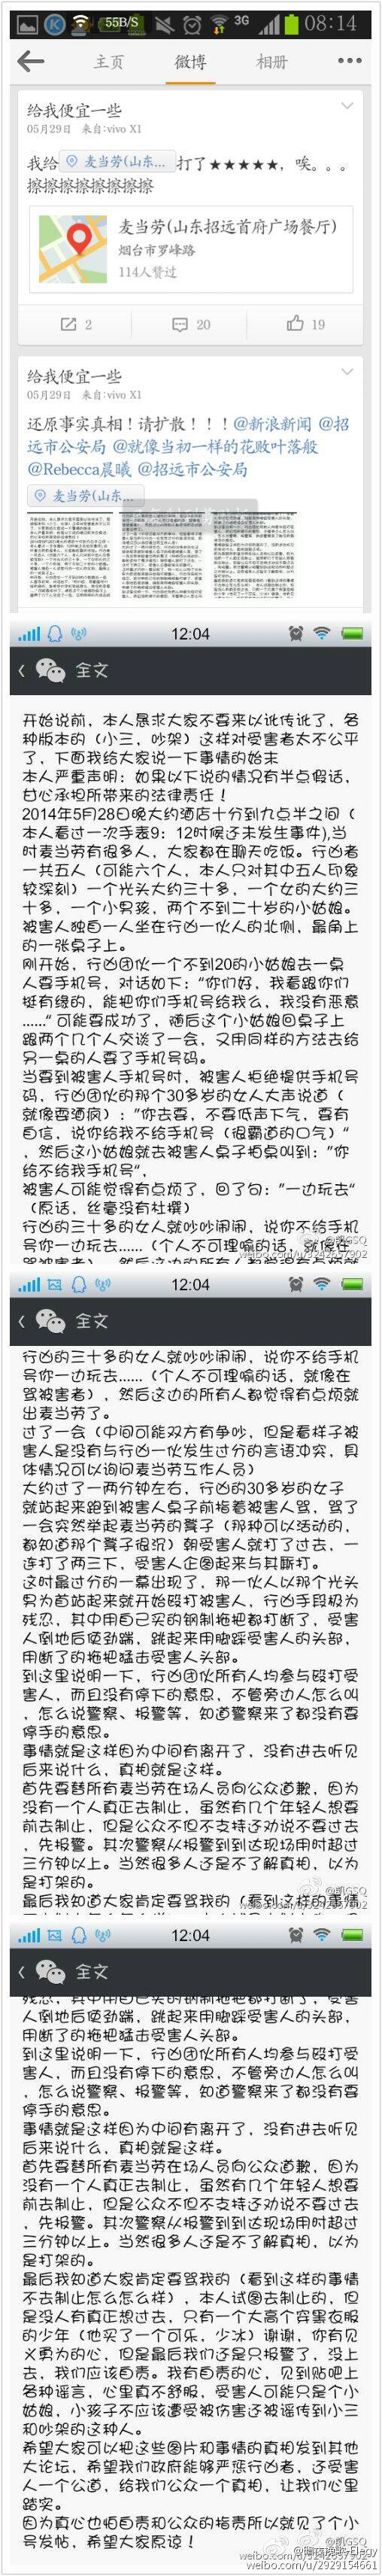 55B/S
3G
08:14
主页
微博
相册
给我便宜一些
05月29日 来自:vivo X1
我给麦当劳(山东...打了★★★★★，唉。。。
擦擦擦擦擦擦擦擦
麦当劳(山东招远首府广场餐厅)
烟台市罗峰路
114人赞过
2
20
19
给我便宜一些
05月29日 来自:vivo X1
还原事实真相！请扩散！！！@新浪新闻 @招
远市公安局 @就像当初一样的花败叶落般
@Rebecca晨曦 @招远市公安局
麦当劳(山东...
12:04
全文
开始说前，本人恳求大家不要来以讹传讹了，各
种版本的（小三，吵架）这样对受害者太不公平
了，下面我给大家说一下事情的始末
本人严重声明：如果以下说的情况有半点假话，
甘心承担所带来的法律责任！
2014年5月28日晚大约酒店十分到九点半之间（
本人看过一次手表9：12时候还未发生事件),当
时麦当劳有很多人，大家都在聊天吃饭。行凶者
一共五人（可能六个人，本人只对其中五人印象
较深刻）一个光头大约三十多，一个女的大约三
十多，一个小男孩，两个不到二十岁的小姑娘。
被害人独自一人坐在行凶一伙人的北侧，最角上
的一张桌子上。
刚开始，行凶团伙一个不到20的小姑娘去一桌
人要手机号，对话如下：“你们好，我看跟你们
挺有缘的，能把你们手机号给我么，我没有恶意
......“ 可能要成功了，随后这个小姑娘回桌子上
跟两个几个人交谈了一会，又用同样的方法去给
另一桌的人要了手机号码。
当要到被害人手机号时，被害人拒绝提供手机号
码，行凶团伙的那个30多岁的女人大声说道（
就像耍酒疯）：”你去要，不要低声下气，要有
自信，说你给我不给手机号（很霸道的口气）“
，然后这小姑娘就去被害人桌子把桌叫到：”你
给不给我手机号“，
被害人可能觉得有点烦了，回了句：”一边玩去“
（原话，丝毫没有杜撰）
行凶的三十多的女人就吵吵闹闹，说你不给手机
号你一边玩去......（个人不可理喻的话，就像在
@凯GSQ
12:04
全文
行凶的三十多的女人就吵吵闹闹，说你不给手机
号你一边玩去......（个人不可理喻的话，就像在
骂被害者），然后这边的所有人都觉得有点烦就
出麦当劳了。
过了一会（中间可能双方有争吵，但是看样子被
害人是没有与行凶一伙发生过分的言语冲突，具
体情况可以询问麦当劳工作人员）
大约过了一两分钟左右，行凶的30多岁的女子
就站起来跑到被害人桌子前指着被害人骂，骂了
一会突然举起麦当劳的凳子（那种可以活动的，
都知道那个凳子很沉）朝受害人就打了过去，一
连打了两三下，受害人企图起来与其厮打。
这时最过分的一幕出现了，那一伙人以那个光头
男为首站起来就开始殴打被害人，行凶手段极为
残忍，其中用自己买的钢制拖把都打断了，受害
人倒地后使劲踹，跳起来用脚踩受害人的头部，
用断了的拖把猛击受害人头部。
到这里说明一下，行凶团伙所有人均参与殴打受
害人，而且没有停下的意思，不管旁边人怎么叫
，怎么说警察、报警等，知道警察来了都没有要
停手的意思。
事情就是这样因为中间有离开了，没有进去听见
后来说什么，真相就是这样。
首先要替所有麦当劳在场人员向公众道歉，因为
没有一个人真正去制止，虽然有几个年轻人想要
前去制止，但是公众不但不支持还劝说不要过去
，先报警。其次警察从报警到到达现场用时超过
三分钟以上。当然很多人还是不了解真相，以为
是打架的。
最后我知道大家肯定要骂我的（看到这样的事情
@凯GSQ
12:04
全文
残忍，其中用自己买的钢制拖把都打断了，受害
人倒地后使劲踹，跳起来用脚踩受害人的头部，
用断了的拖把猛击受害人头部。
到这里说明一下，行凶团伙所有人均参与殴打受
害人，而且没有停下的意思，不管旁边人怎么叫
，怎么说警察、报警等，知道警察来了都没有要
停手的意思。
事情就是这样因为中间有离开了，没有进去听见
后来说什么，真相就是这样。
首先要替所有麦当劳在场人员向公众道歉，因为
没有一个人真正去制止，虽然有几个年轻人想要
前去制止，但是公众不但不支持还劝说不要过去
，先报警。其次警察从报警到到达现场用时超过
三分钟以上。当然很多人还是不了解真相，以为
是打架的。
最后我知道大家肯定要骂我的（看到这样的事情
不去制止怎么怎么样），本人试图去制止的，但
是没人有真正想过去，只有一个大高个穿害衣服
的少年（他买了一个可乐，少冰）谢谢，你有见
义勇为的心，但是最后我们还是只报警了，没上
去，我们应该自责。我有自责的心，见到贴吧上
各种谣言，心里真不舒服，受害人可能只是个小
姑娘，小孩子不应该遭受被伤害还被谣传到小三
和吵架的这种人。
希望大家可以把这些图片和事情的真相发到其他
大论坛，希望我们政府能够严惩行凶者，还受害
人一个公道，给我们公众一个真相，让我们心里
踏实。
因为真心也怕自责和公众的指责所以就见了个小
号发帖，希望大家原谅！
weibo.com/u/2929154661